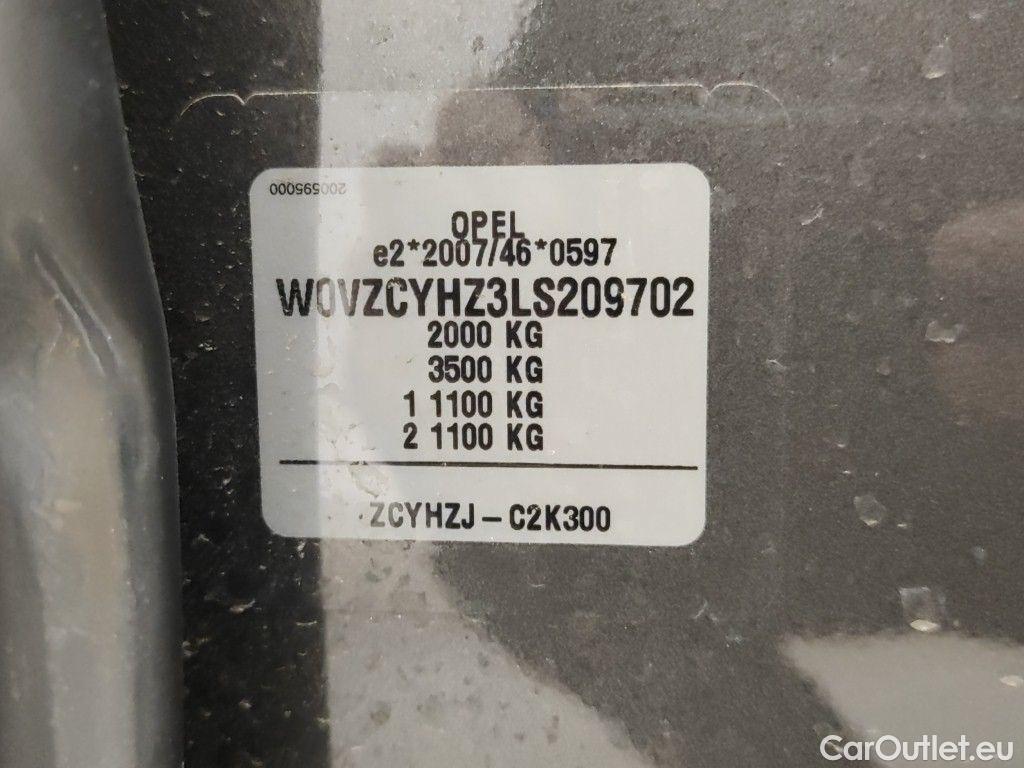 200595000
OPEL
e2*2007/46*0597
W0VZCYHZ3LS209702
2000 KG
3500 KG
1 1100 KG
2 1100 KG
ZCYHZJ – C2K300
CarOutlet.eu